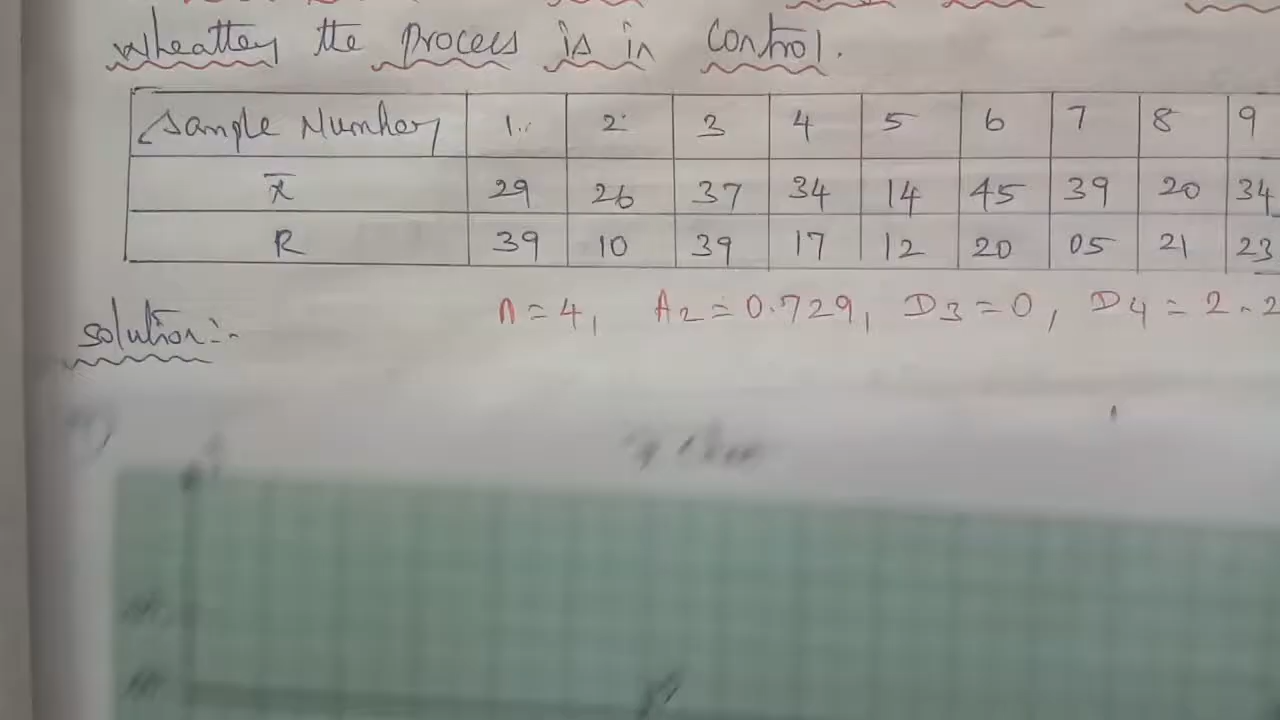 wheatter the process is in control.
Sample Number 1. 2 3 4 5 6 7 8 9
x̄ 29 26 37 34 14 45 39 20 34
R 39 10 39 17 12 20 05 21 23
n = 4, A2 = 0.729, D3 = 0, D4 = 2.2
solution:-